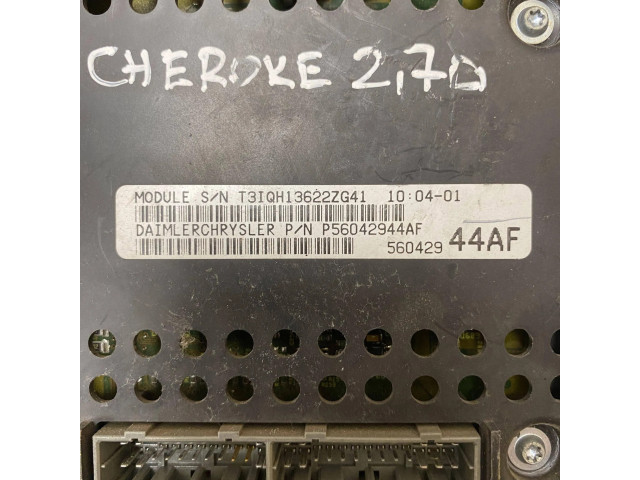 CHEROKE 2,7D
MODULE S/N T3IQH13622ZG41 10:04-01
DAIMLERCHRYSLER P/N P56042944AF
560429 44AF